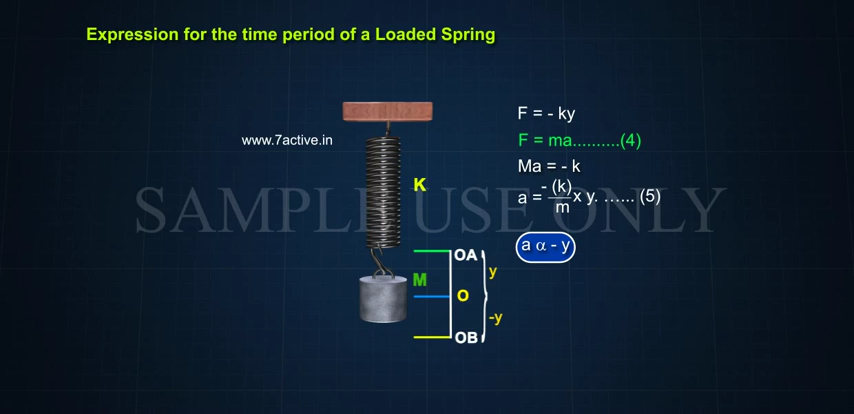 Expression for the time period of a Loaded Spring
www.7active.in
F = - ky
F = ma..........(4)
Ma = - k
a = -(k)/m x y. ...... (5)
a α - y
K
M
OA
O
OB
y
-y
SAMPLE USE ONLY